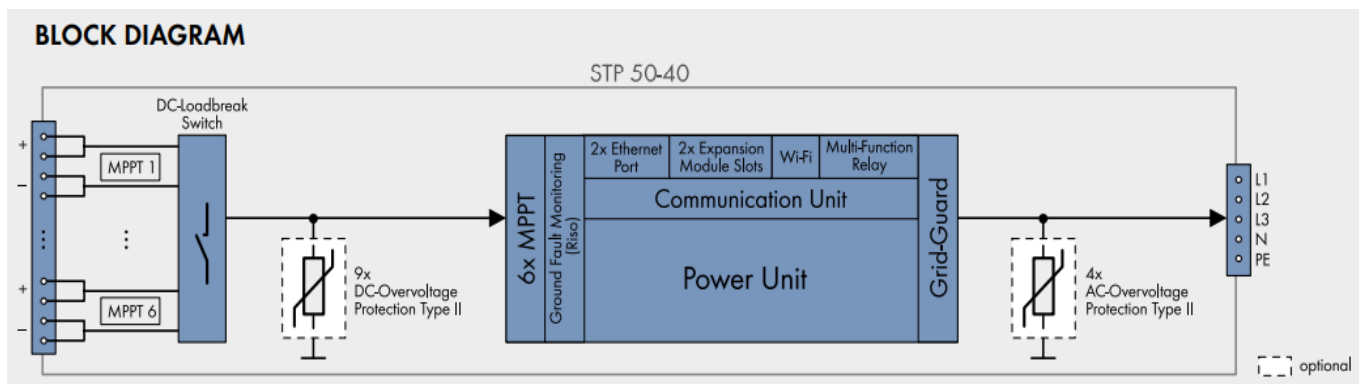 BLOCK DIAGRAM
STP 50-40
DC-Loadbreak
Switch
+
MPPT 1
–
⋮
⋮
+
MPPT 6
–
9x
DC-Overvoltage
Protection Type II
6x MPPT
Ground Fault Monitoring
(Riso)
2x Ethernet
Port
2x Expansion
Module Slots
Wi-Fi
Multi-Function
Relay
Communication Unit
Power Unit
Grid-Guard
4x
AC-Overvoltage
Protection Type II
L1
L2
L3
N
PE
optional